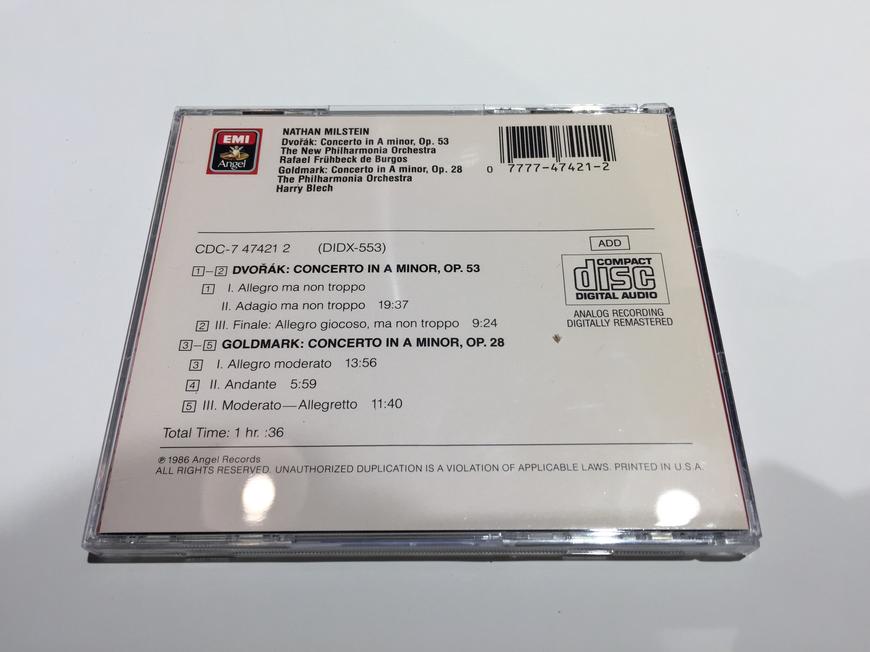 EMI
Angel
NATHAN MILSTEIN
Dvořák: Concerto in A minor, Op. 53
The New Philharmonia Orchestra
Rafael Frühbeck de Burgos
Goldmark: Concerto in A minor, Op. 28
The Philharmonia Orchestra
Harry Blech
0 7777-47421-2
CDC-7 47421 2 (DIDX-553)
ADD
1–2 DVOŘÁK: CONCERTO IN A MINOR, OP. 53
1 I. Allegro ma non troppo
II. Adagio ma non troppo 19:37
2 III. Finale: Allegro giocoso, ma non troppo 9:24
3–5 GOLDMARK: CONCERTO IN A MINOR, OP. 28
3 I. Allegro moderato 13:56
4 II. Andante 5:59
5 III. Moderato—Allegretto 11:40
Total Time: 1 hr. :36
COMPACT
disc
DIGITAL AUDIO
ANALOG RECORDING
DIGITALLY REMASTERED
℗ 1986 Angel Records
ALL RIGHTS RESERVED. UNAUTHORIZED DUPLICATION IS A VIOLATION OF APPLICABLE LAWS. PRINTED IN U.S.A.